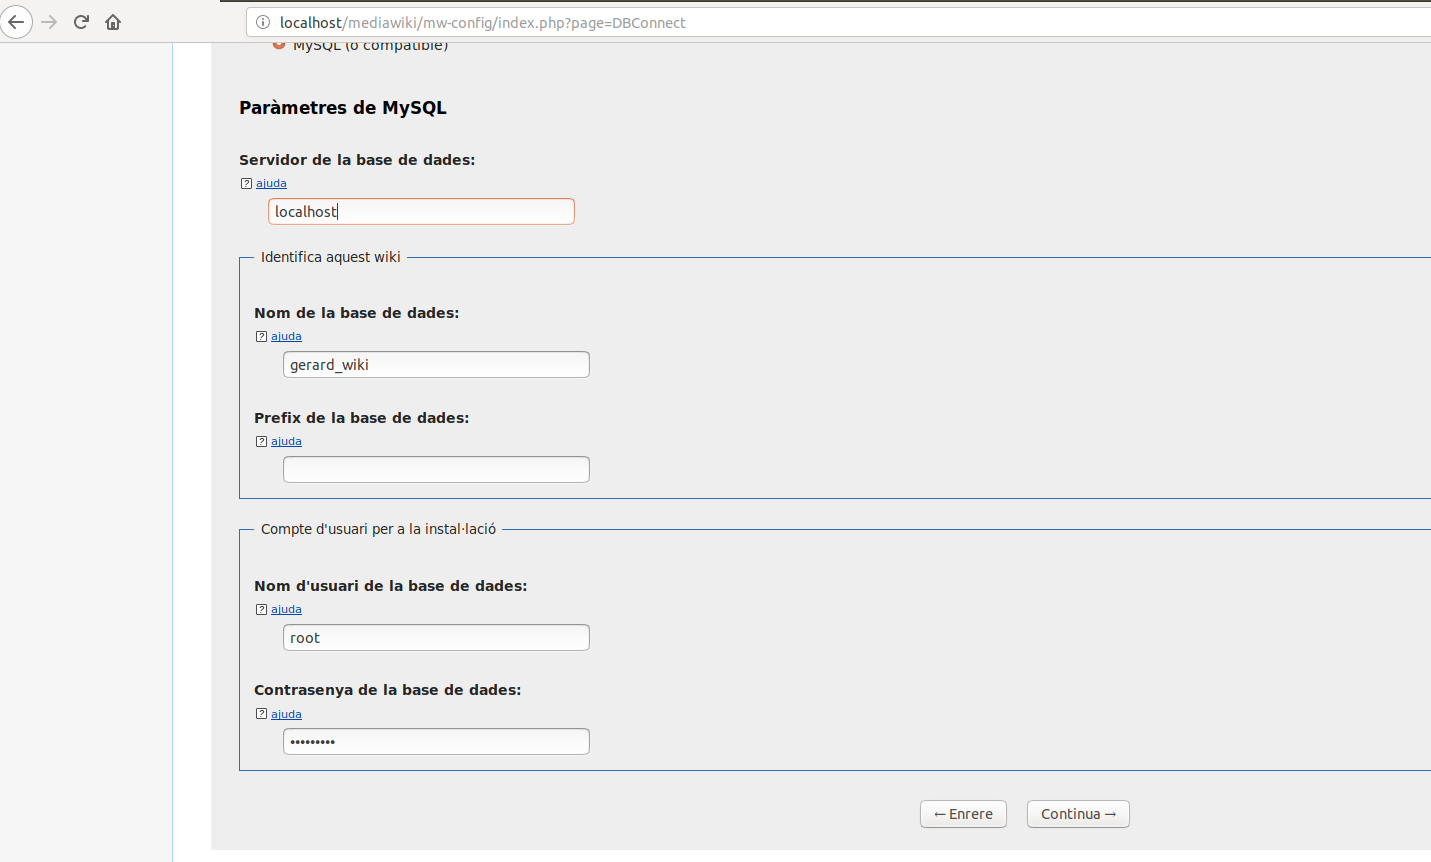 localhost/mediawiki/mw-config/index.php?page=DBConnect
MySQL (o compatible)
Paràmetres de MySQL
Servidor de la base de dades:
? ajuda
localhost
Identifica aquest wiki
Nom de la base de dades:
? ajuda
gerard_wiki
Prefix de la base de dades:
? ajuda
Compte d'usuari per a la instal·lació
Nom d'usuari de la base de dades:
? ajuda
root
Contrasenya de la base de dades:
? ajuda
•••••••••
← Enrere Continua →